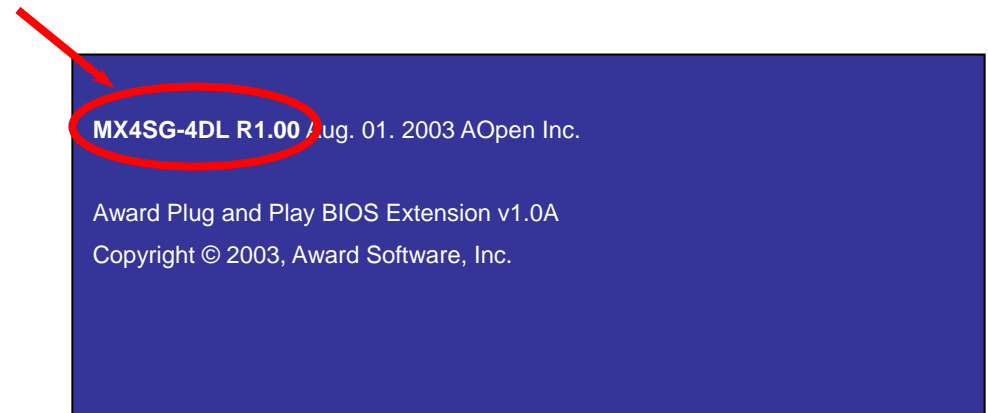 MX4SG-4DL R1.00 Aug. 01. 2003 AOpen Inc.
Award Plug and Play BIOS Extension v1.0A
Copyright © 2003, Award Software, Inc.